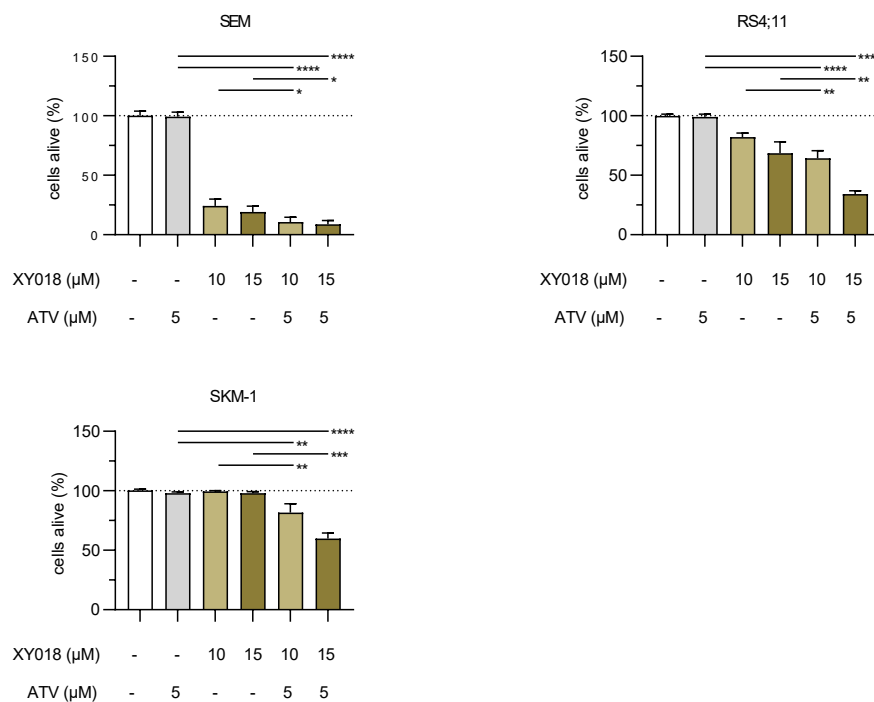 SEM
150
100
50
0
cells alive (%)
****
****
*
*
XY018 (µM) - - 10 15 10 15
ATV (µM) - 5 - - 5 5
RS4;11
150
100
50
0
cells alive (%)
***
****
**
**
XY018 (µM) - - 10 15 10 15
ATV (µM) - 5 - - 5 5
SKM-1
150
100
50
0
cells alive (%)
****
**
***
**
XY018 (µM) - - 10 15 10 15
ATV (µM) - 5 - - 5 5